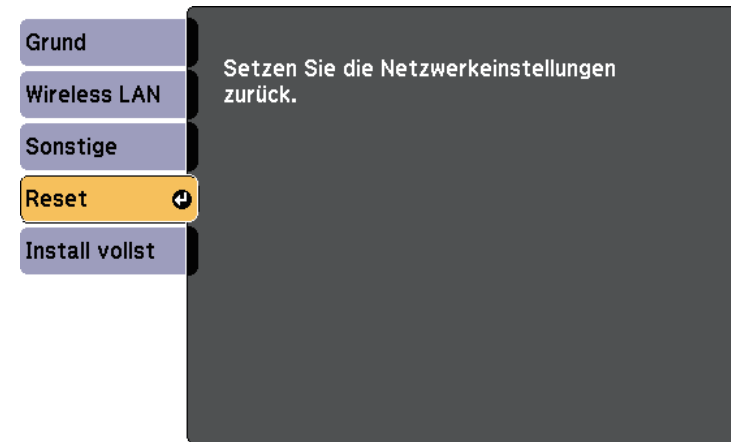 Grund
Wireless LAN
Sonstige
Reset
Install vollst
Setzen Sie die Netzwerkeinstellungen
zurück.